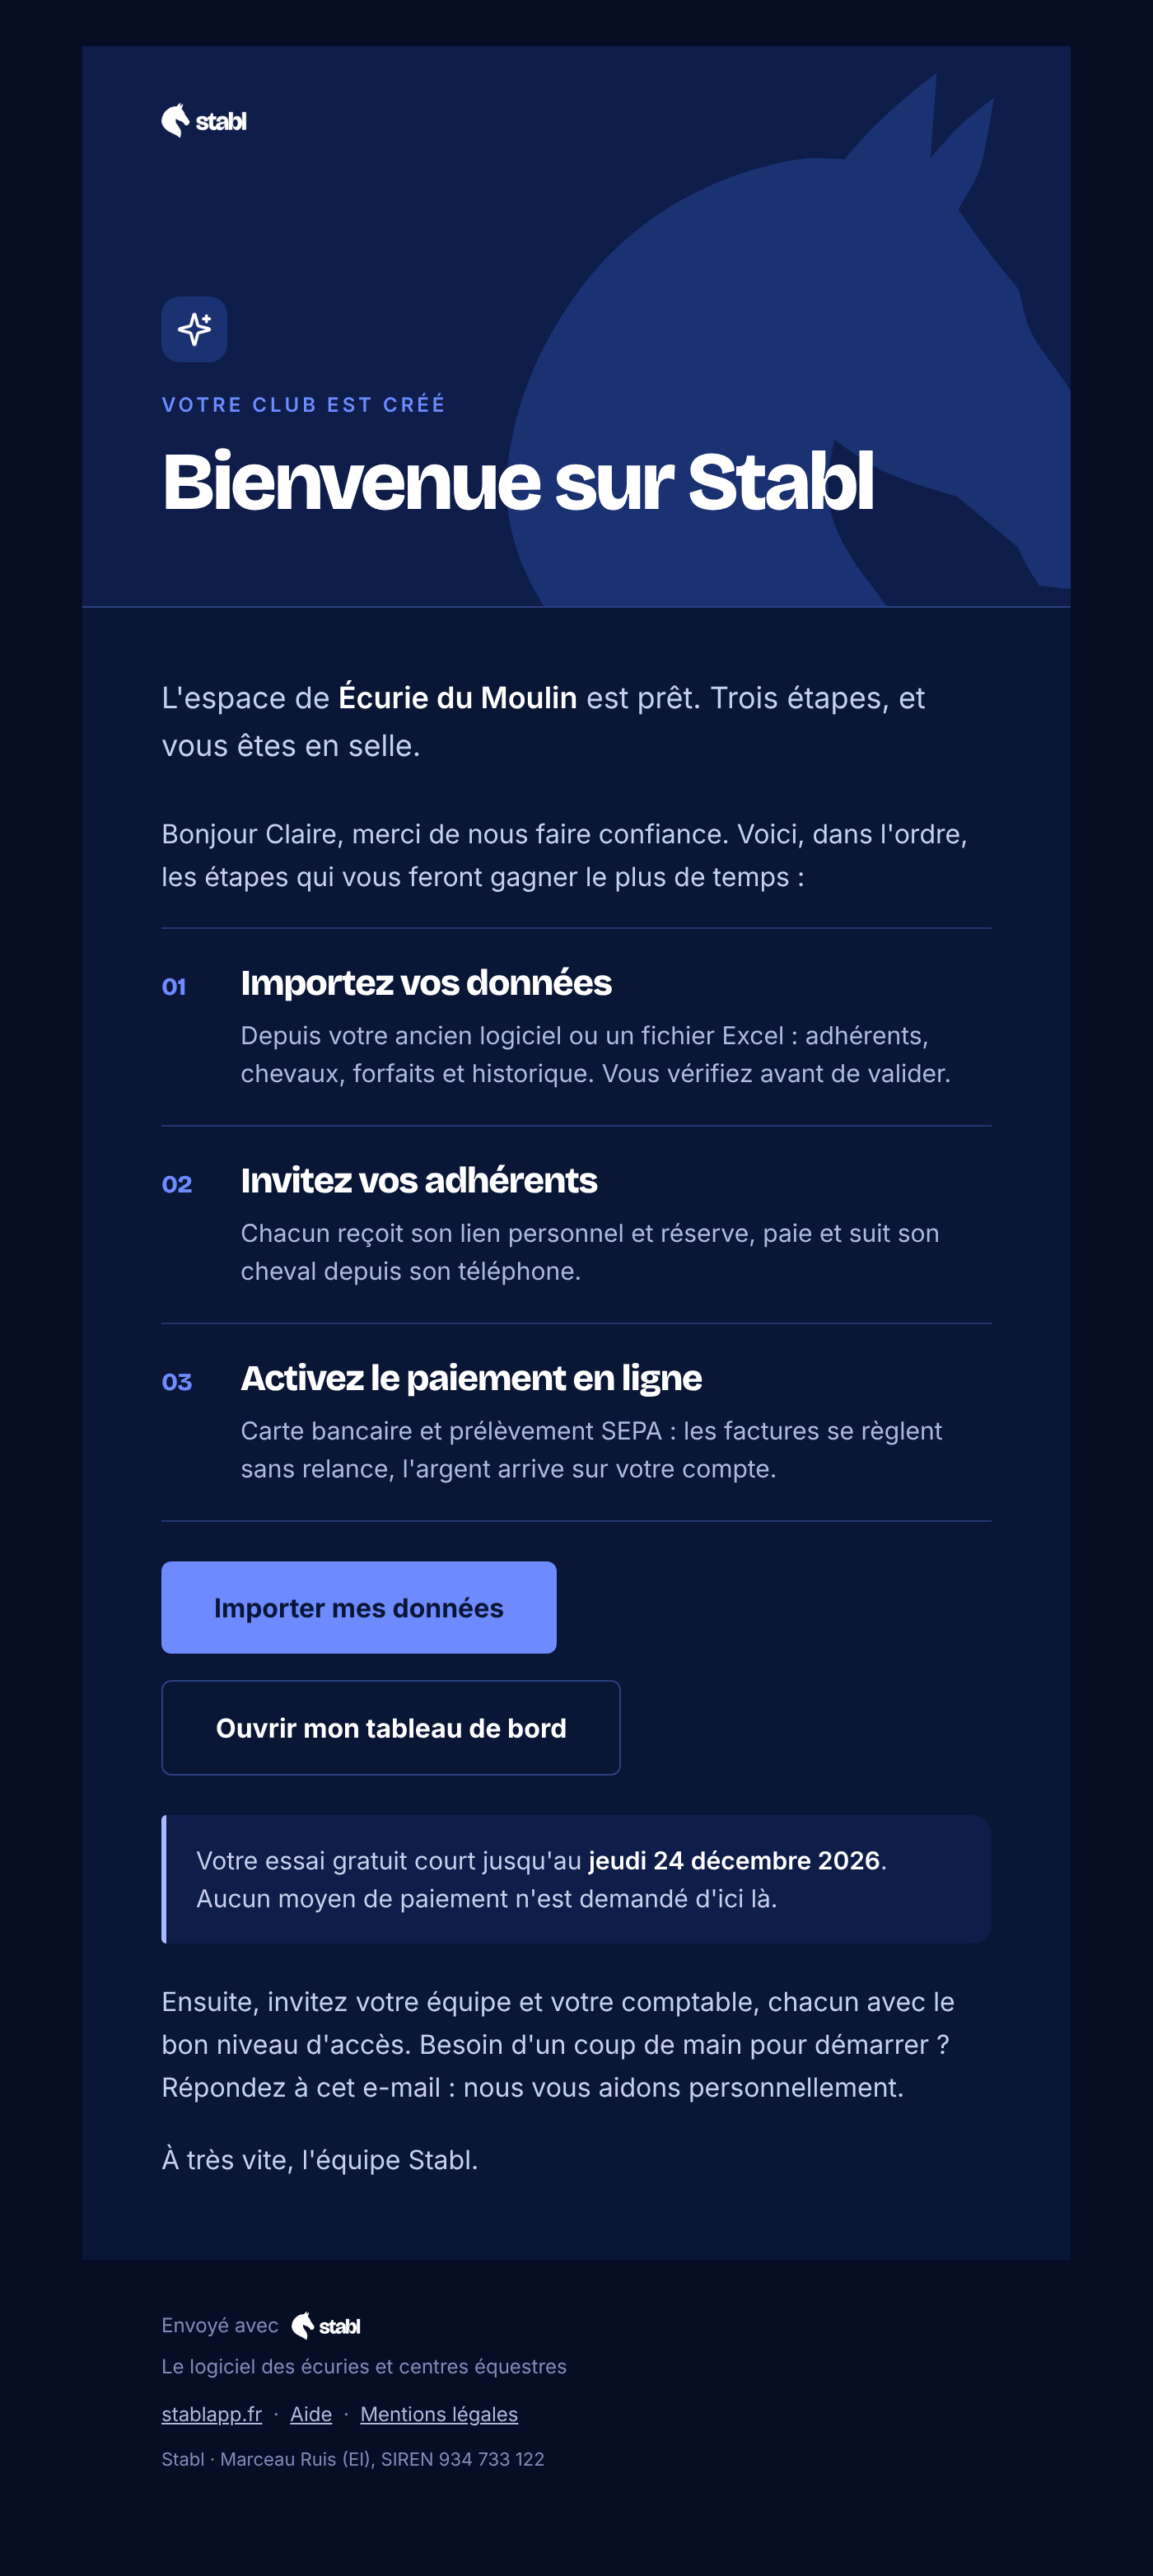 stabl
VOTRE CLUB EST CRÉÉ
Bienvenue sur Stabl
L'espace de Écurie du Moulin est prêt. Trois étapes, et
vous êtes en selle.
Bonjour Claire, merci de nous faire confiance. Voici, dans l'ordre,
les étapes qui vous feront gagner le plus de temps :
01 Importez vos données
Depuis votre ancien logiciel ou un fichier Excel : adhérents,
chevaux, forfaits et historique. Vous vérifiez avant de valider.
02 Invitez vos adhérents
Chacun reçoit son lien personnel et réserve, paie et suit son
cheval depuis son téléphone.
03 Activez le paiement en ligne
Carte bancaire et prélèvement SEPA : les factures se règlent
sans relance, l'argent arrive sur votre compte.
Importer mes données
Ouvrir mon tableau de bord
Votre essai gratuit court jusqu'au jeudi 24 décembre 2026.
Aucun moyen de paiement n'est demandé d'ici là.
Ensuite, invitez votre équipe et votre comptable, chacun avec le
bon niveau d'accès. Besoin d'un coup de main pour démarrer ?
Répondez à cet e-mail : nous vous aidons personnellement.
À très vite, l'équipe Stabl.
Envoyé avec stabl
Le logiciel des écuries et centres équestres
stablapp.fr · Aide · Mentions légales
Stabl · Marceau Ruis (EI), SIREN 934 733 122